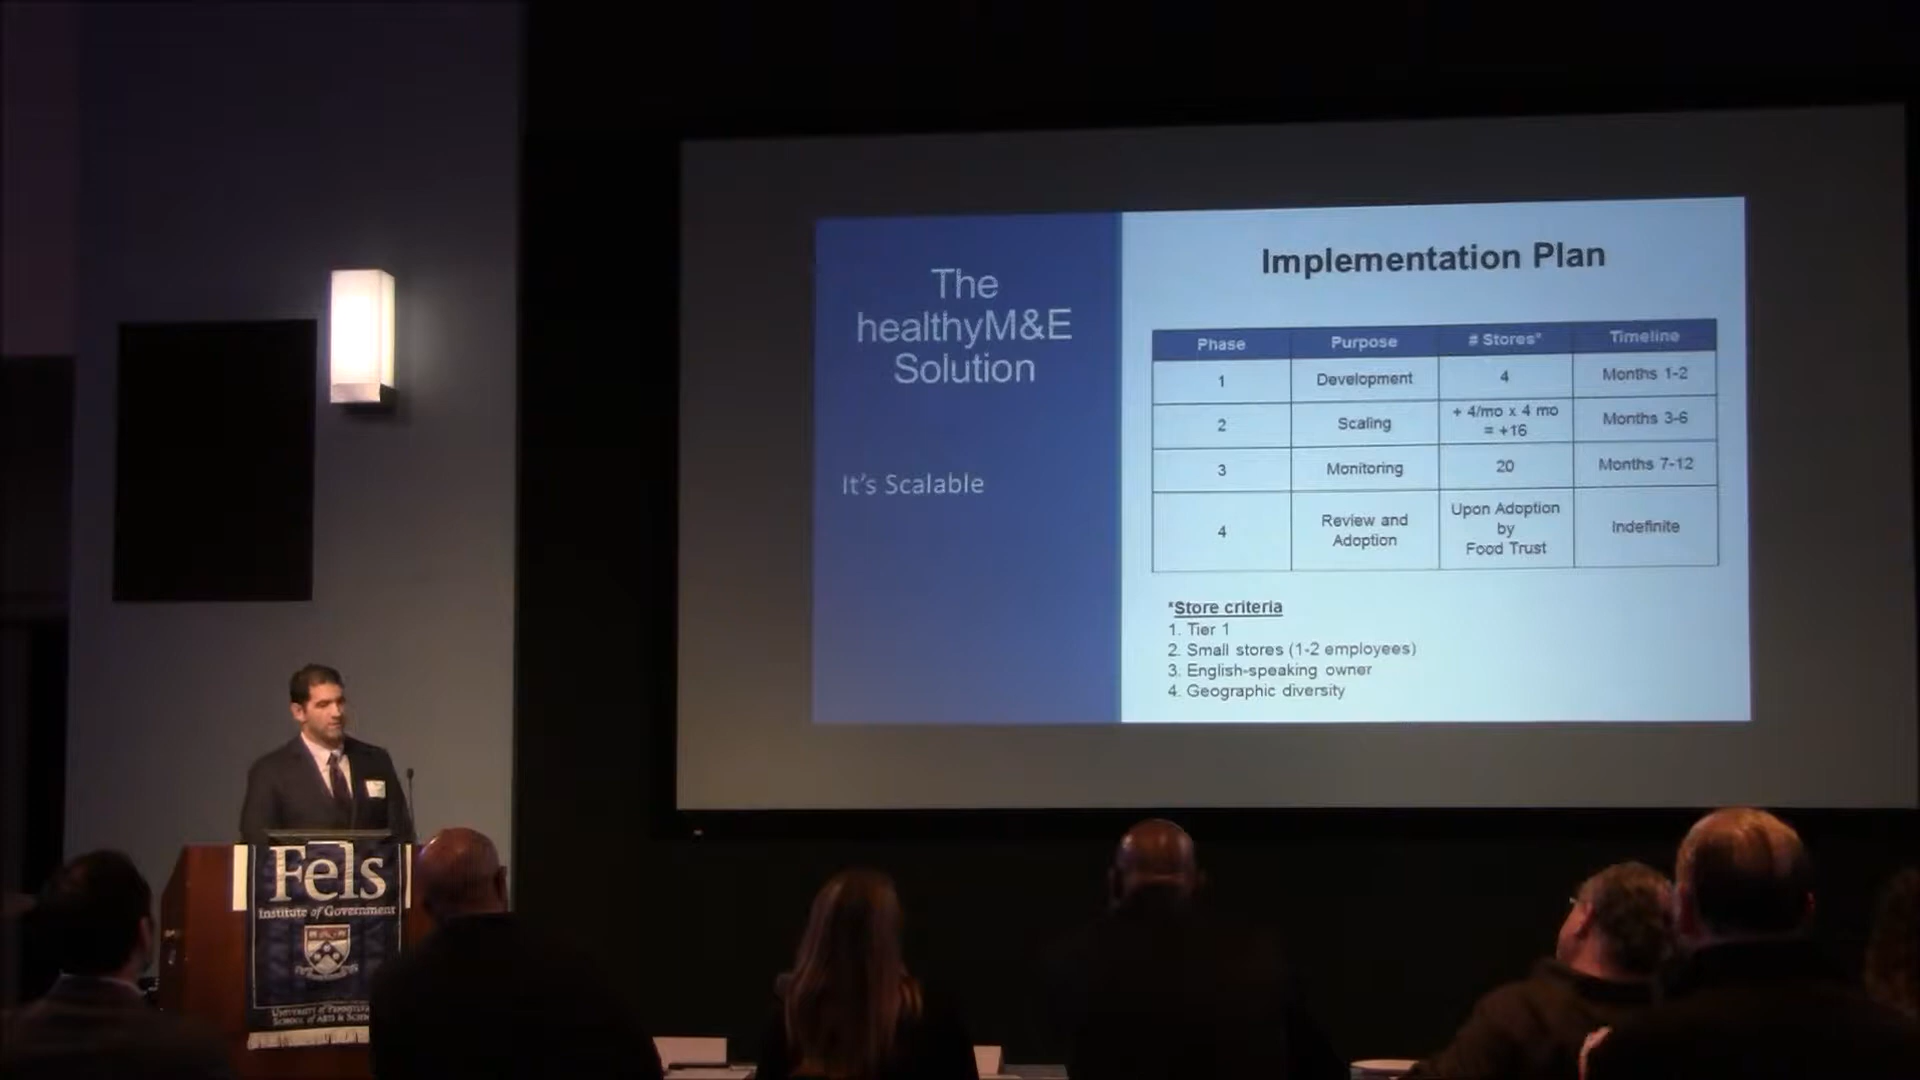 The
healthyM&E
Solution
It's Scalable
Implementation Plan
Phase Purpose # Stores* Timeline
1 Development 4 Months 1-2
2 Scaling + 4/mo x 4 mo
= +16 Months 3-6
3 Monitoring 20 Months 7-12
4 Review and
Adoption Upon Adoption
by
Food Trust Indefinite
*Store criteria
1. Tier 1
2. Small stores (1-2 employees)
3. English-speaking owner
4. Geographic diversity
Fels
Institute of Government
School of Arts &